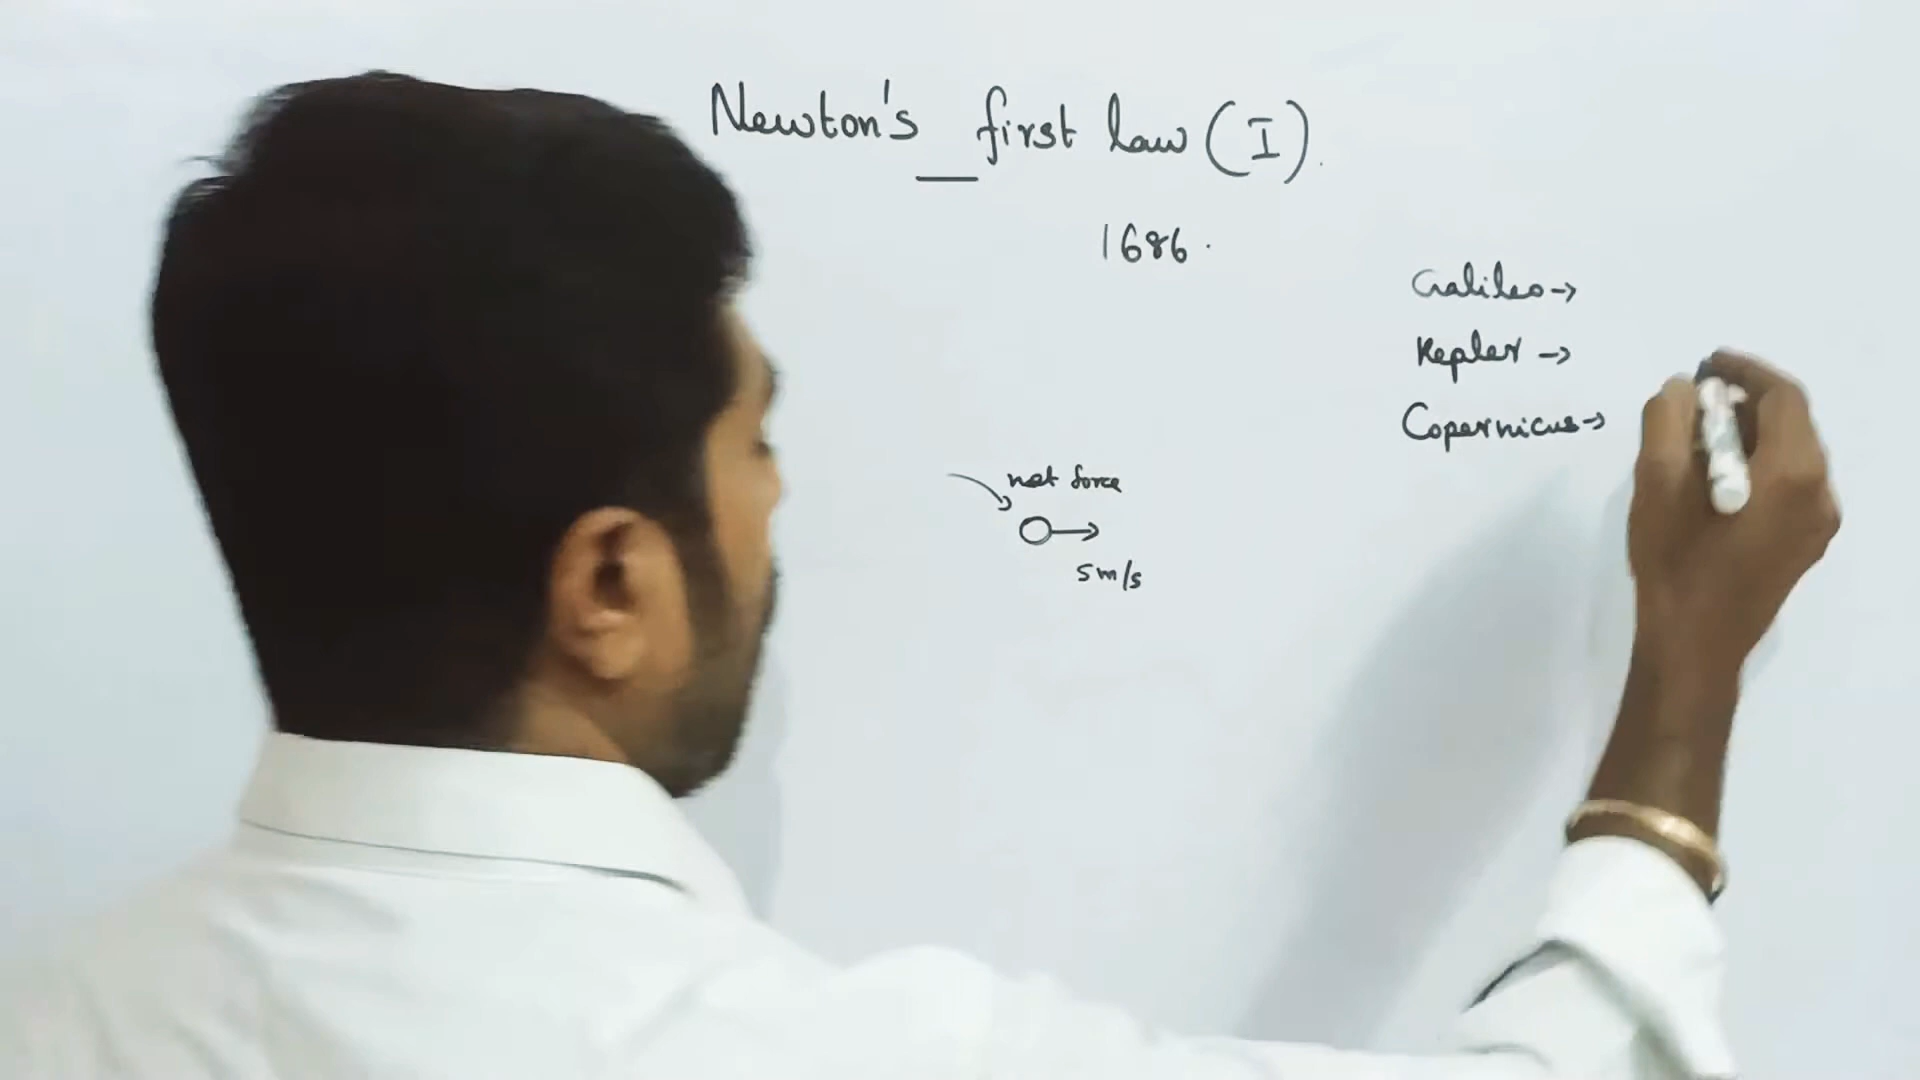 Newton's first law (I).
1686.
Galileo →
Kepler →
Copernicus →
net force
5m/s